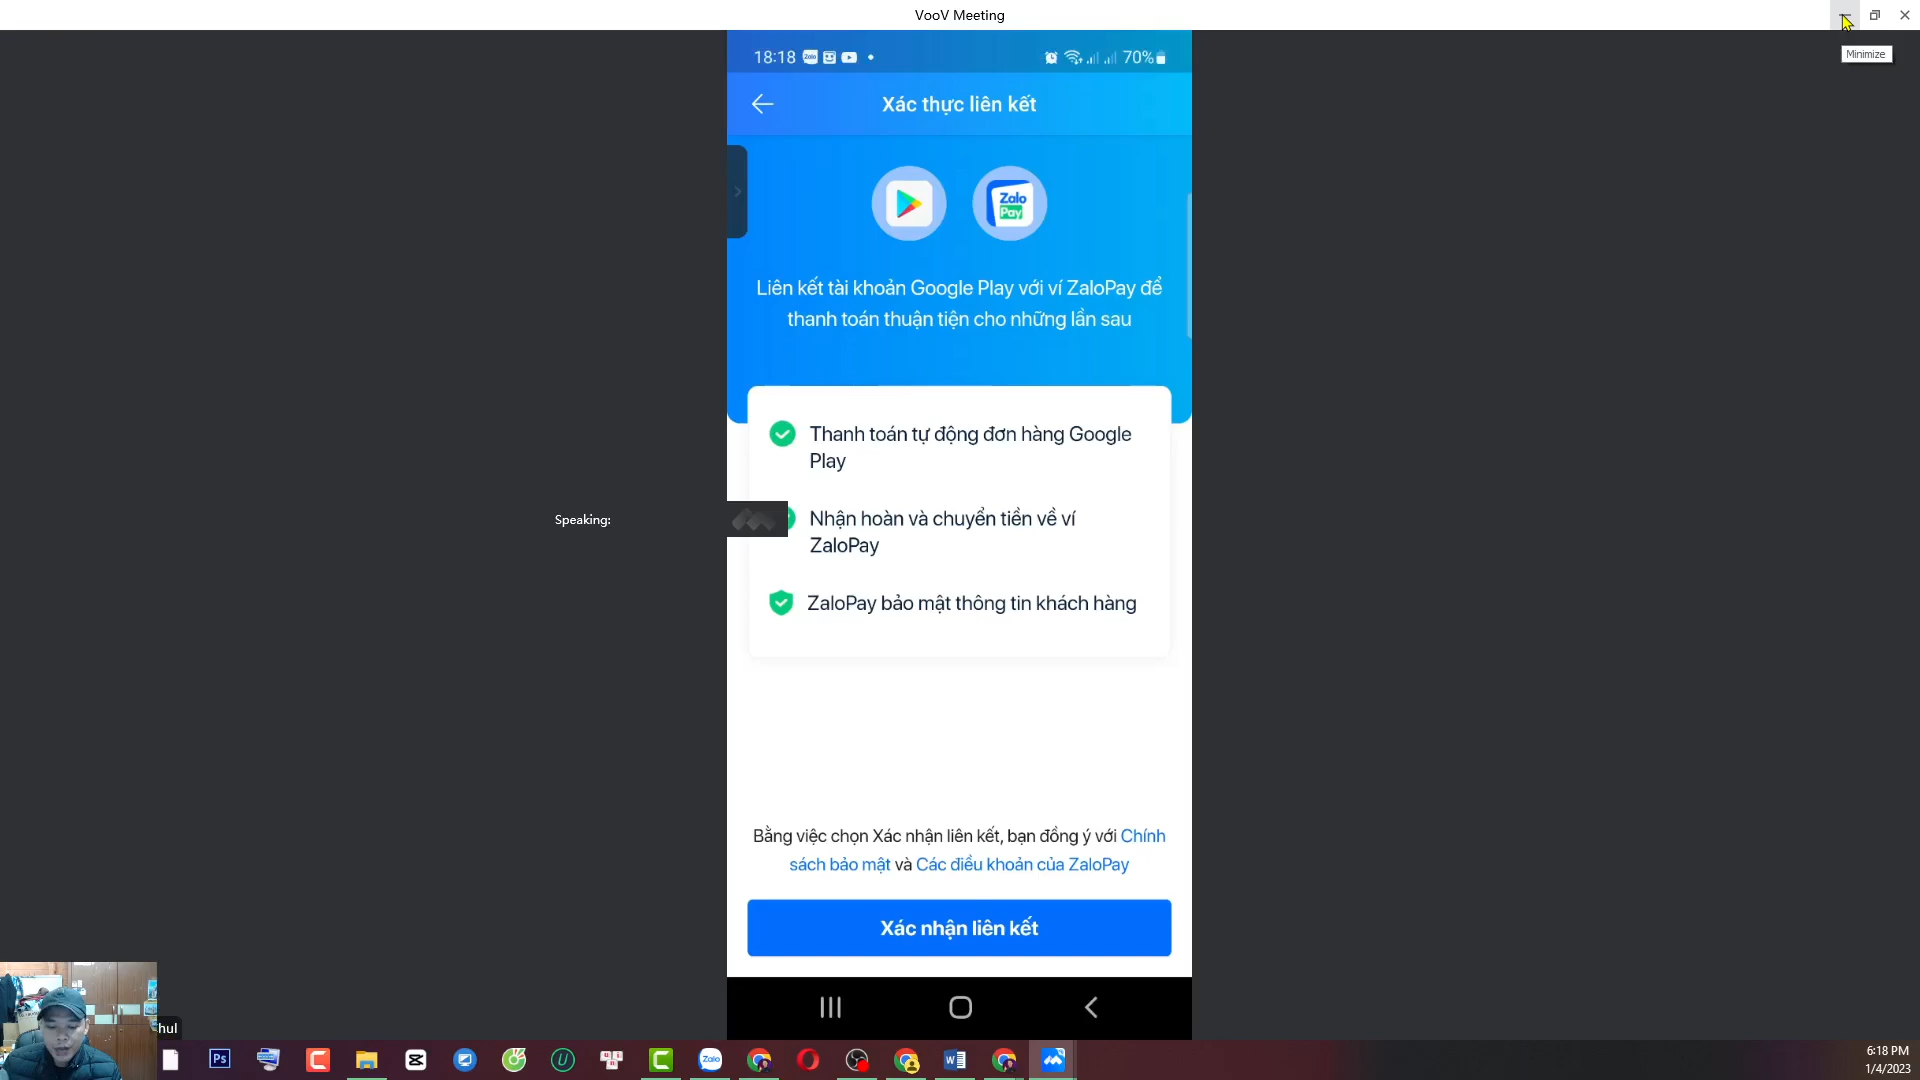 VooV Meeting
Minimize
18:18
70%
Xác thực liên kết
Zalo
Pay
Liên kết tài khoản Google Play với ví ZaloPay để
thanh toán thuận tiện cho những lần sau
Thanh toán tự động đơn hàng Google
Play
Speaking:
Nhận hoàn và chuyển tiền về ví
ZaloPay
ZaloPay bảo mật thông tin khách hàng
Bằng việc chọn Xác nhận liên kết, bạn đồng ý với Chính
sách bảo mật và Các điều khoản của ZaloPay
Xác nhận liên kết
hul
Ps
Zalo
6:18 PM
1/4/2023